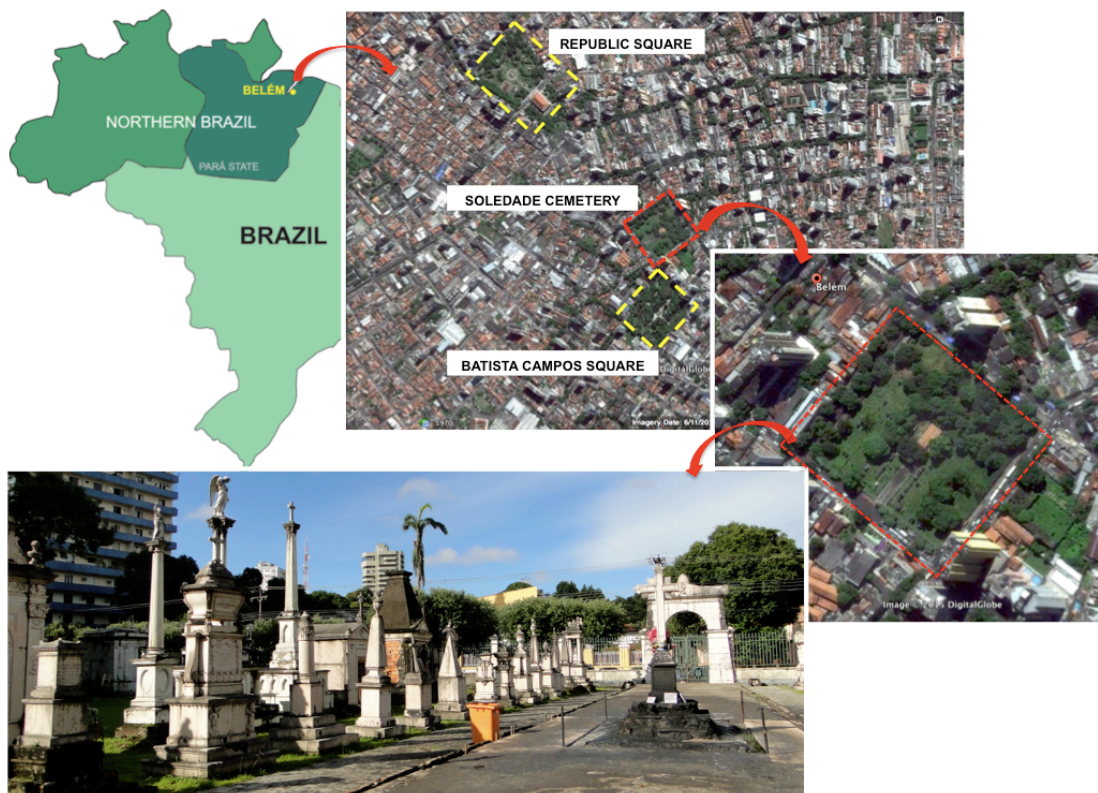 BELÉM
NORTHERN BRAZIL
PARÁ STATE
BRAZIL
REPUBLIC SQUARE
SOLEDADE CEMETERY
BATISTA CAMPOS SQUARE
DigitalGlobe
Imagery Date: 6/11/20
Belém
Image © 2015 DigitalGlobe